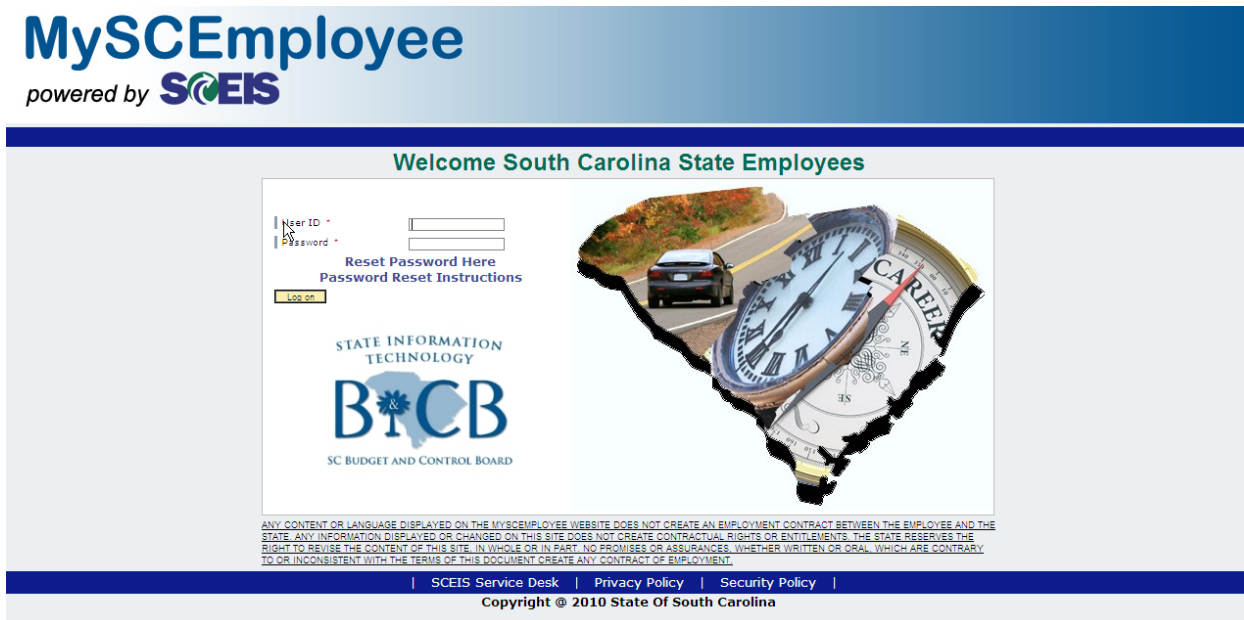 MySCEmployee
powered by SCEIS
Welcome South Carolina State Employees
User ID *
Password *
Reset Password Here
Password Reset Instructions
Log on
STATE INFORMATION
TECHNOLOGY
B&CB
SC BUDGET AND CONTROL BOARD
CAREER
NE
SE
ANY CONTENT OR LANGUAGE DISPLAYED ON THE MYSCEMPLOYEE WEBSITE DOES NOT CREATE AN EMPLOYMENT CONTRACT BETWEEN THE EMPLOYEE AND THE
STATE. ANY INFORMATION DISPLAYED OR CHANGED ON THIS SITE DOES NOT CREATE CONTRACTUAL RIGHTS OR ENTITLEMENTS. THE STATE RESERVES THE
RIGHT TO REVISE THE CONTENT OF THIS SITE, IN WHOLE OR IN PART. NO PROMISES OR ASSURANCES, WHETHER WRITTEN OR ORAL, WHICH ARE CONTRARY
TO OR INCONSISTENT WITH THE TERMS OF THIS DOCUMENT CREATE ANY CONTRACT OF EMPLOYMENT.
| SCEIS Service Desk | Privacy Policy | Security Policy |
Copyright @ 2010 State Of South Carolina